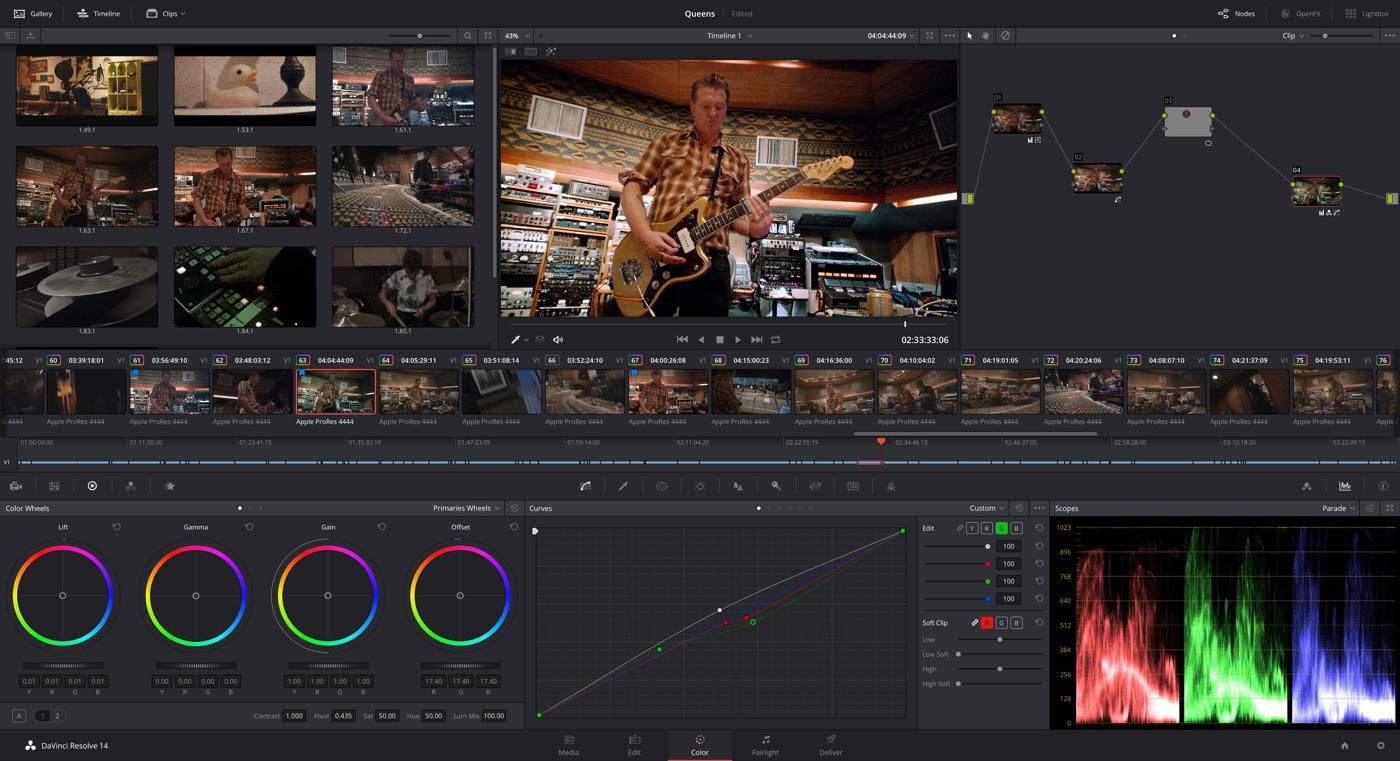 Gallery Timeline Clips Queens Edited Nodes OpenFX Lightbox
43% Timeline 1 04:04:44:09 Clip
1.49.1 1.53.1 1.61.1
1.63.1 1.67.1 1.72.1
1.83.1 1.84.1 1.85.1
01
02
03
04
02:33:33:06
:45:12 V1 60 03:39:18:01 V1 61 03:56:49:10 V1 62 03:48:03:12 V1 63 04:04:44:09 V1 64 04:05:29:11 V1 65 03:51:08:14 V1 66 03:52:24:10 V1 67 04:00:26:08 V1 68 04:15:00:23 V1 69 04:16:36:00 V1 70 04:10:04:02 V1 71 04:19:01:05 V1 72 04:20:24:06 V1 73 04:08:07:10 V1 74 04:21:37:09 V1 75 04:19:53:11 V1 76
4444 Apple ProRes 4444 Apple ProRes 4444 Apple ProRes 4444 Apple ProRes 4444 Apple ProRes 4444 Apple ProRes 4444 Apple ProRes 4444 Apple ProRes 4444 Apple ProRes 4444 Apple ProRes 4444 Apple ProRes 4444 Apple ProRes 4444 Apple ProRes 4444 Apple ProRes 4444 Apple ProRes 4444 Apple ProRes 4444
01:00:00:00 01:11:50:20 01:23:41:15 01:35:32:10 01:47:23:05 01:59:14:00 02:11:04:20 02:22:55:15 02:34:46:10 02:46:37:05 02:58:28:00 03:10:18:20 03:22:09:15
V1
Color Wheels Primaries Wheels Curves Custom Scopes Parade
Lift Gamma Gain Offset
0.01 0.01 0.01 0.01 0.00 0.00 0.00 0.00 1.00 1.00 1.00 1.00 17.40 17.40 17.40
Y R G B Y R G B Y R G B R G B
A 1 2 Contrast 1.000 Pivot 0.435 Sat 50.00 Hue 50.00 Lum Mix 100.00
Edit Y R G B
100
100
100
100
Soft Clip R G B
Low
Low Soft
High
High Soft
1023
896
768
640
512
384
256
128
0
DaVinci Resolve 14 Media Edit Color Fairlight Deliver